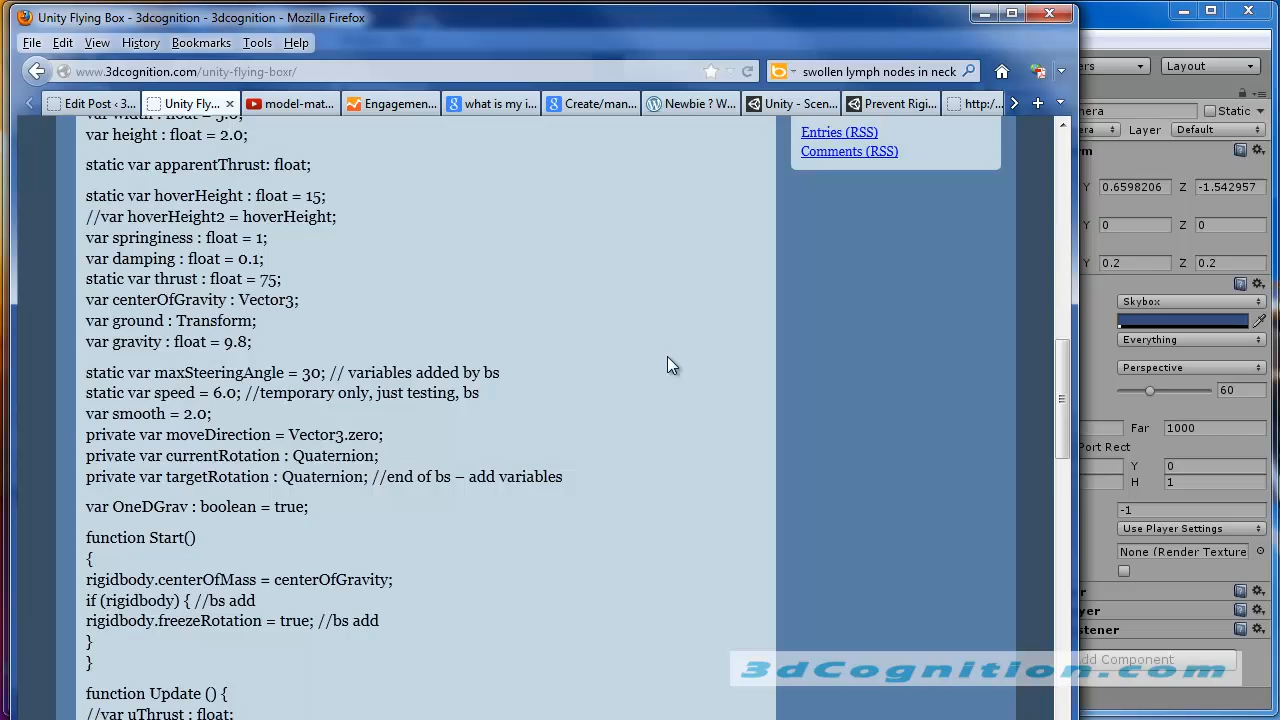 Unity Flying Box - 3dcognition - 3dcognition - Mozilla Firefox
File Edit View History Bookmarks Tools Help
www.3dcognition.com/unity-flying-boxr/
swollen lymph nodes in neck
Edit Post ‹ 3...
Unity Fly...
model-mat...
Engagemen...
what is my i...
Create/man...
Newbie ? W...
Unity - Scen...
Prevent Rigi...
http:/...
var height : float = 2.0;
static var apparentThrust: float;
static var hoverHeight : float = 15;
//var hoverHeight2 = hoverHeight;
var springiness : float = 1;
var damping : float = 0.1;
static var thrust : float = 75;
var centerOfGravity : Vector3;
var ground : Transform;
var gravity : float = 9.8;
static var maxSteeringAngle = 30; // variables added by bs
static var speed = 6.0; //temporary only, just testing, bs
var smooth = 2.0;
private var moveDirection = Vector3.zero;
private var currentRotation : Quaternion;
private var targetRotation : Quaternion; //end of bs – add variables
var OneDGrav : boolean = true;
function Start()
{
rigidbody.centerOfMass = centerOfGravity;
if (rigidbody) { //bs add
rigidbody.freezeRotation = true; //bs add
}
}
function Update () {
//var uThrust : float;
Entries (RSS)
Comments (RSS)
ers Layout
mera Static
era Layer Default
rm
Y 0.6598206 Z -1.542957
Y 0 Z 0
Y 0.2 Z 0.2
Skybox
Everything
Perspective
60
Far 1000
Port Rect
Y 0
H 1
-1
Use Player Settings
None (Render Texture
r
yer
stener
Add Component
3dCognition.com